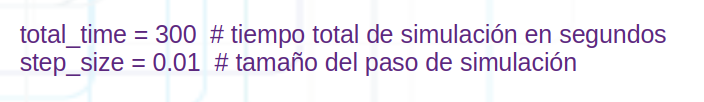 total_time = 300  # tiempo total de simulación en segundos
step_size = 0.01  # tamaño del paso de simulación